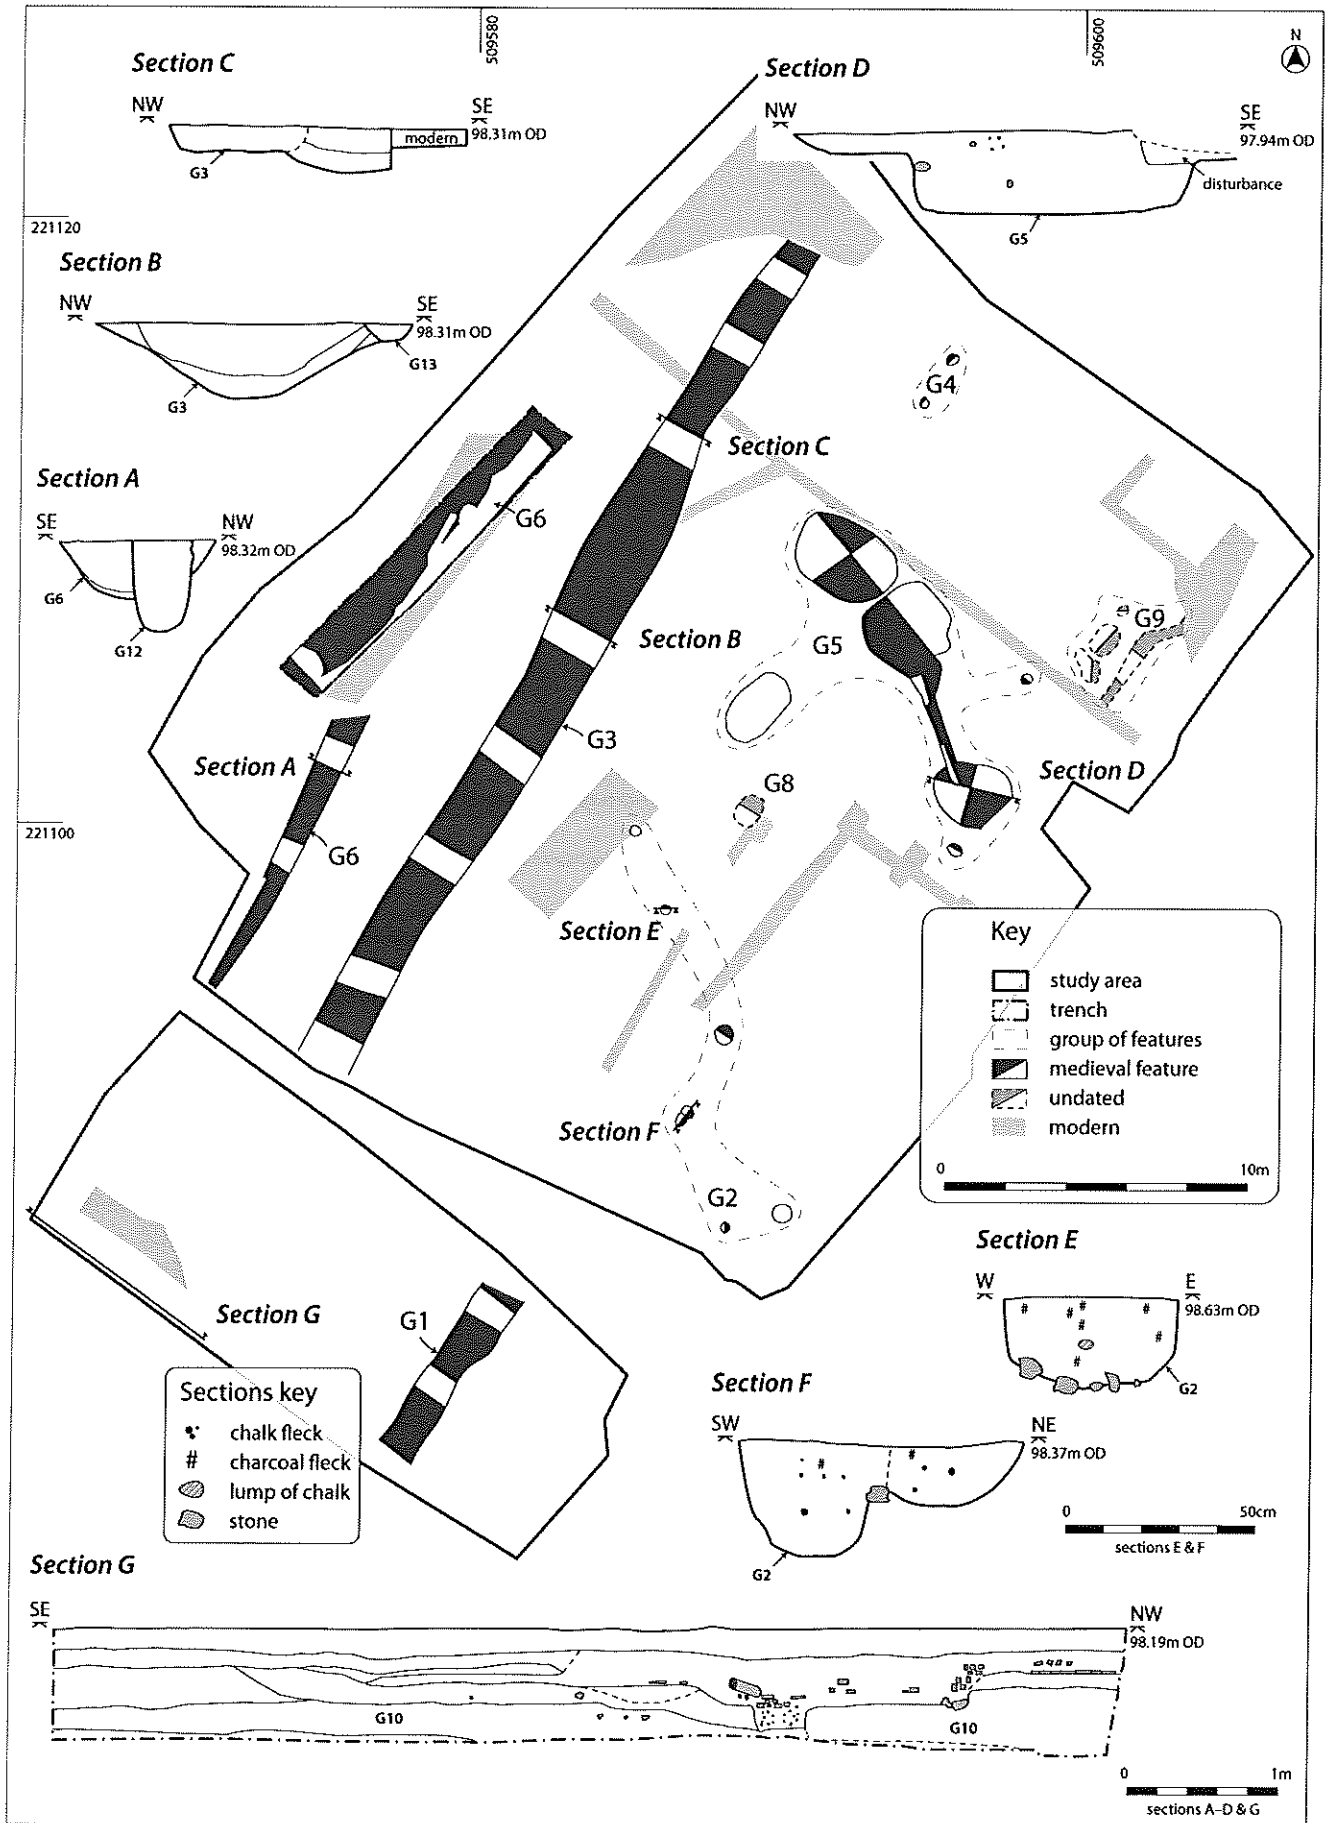 509580
509600
N
Section C
NW
SE
98.31m OD
modern
G3
Section D
NW
SE
97.94m OD
disturbance
G5
221120
Section B
NW
SE
98.31m OD
G13
G3
Section A
SE
NW
98.32m OD
G6
G12
G4
Section C
G6
G9
Section B
G5
G3
Section A
Section D
G8
221100
G6
Section E
Section F
G2
Key
study area
trench
group of features
medieval feature
undated
modern
0 10m
Section E
W
E
98.63m OD
G2
Section G
G1
Sections key
chalk fleck
# charcoal fleck
lump of chalk
stone
Section F
SW
NE
98.37m OD
G2
0 50cm
sections E & F
Section G
SE
NW
98.19m OD
G10
G10
0 1m
sections A–D & G